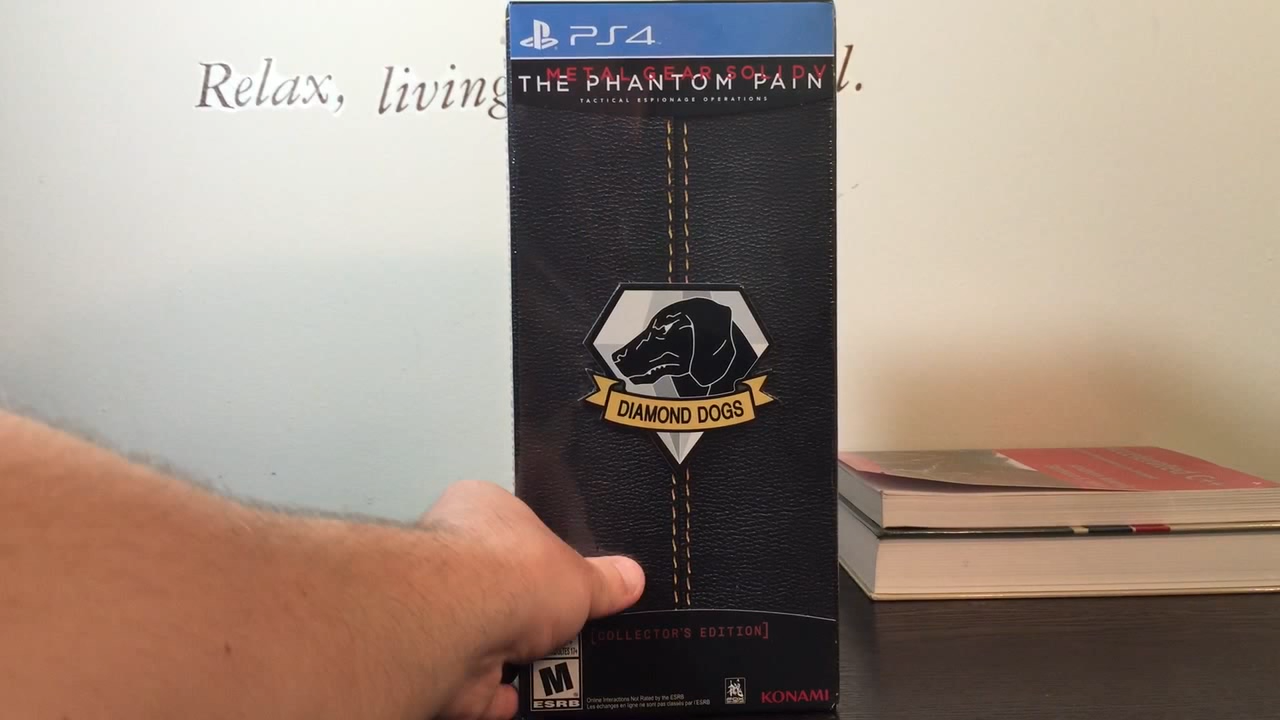 PS4
Relax, living
l.
METAL GEAR SOLID V
THE PHANTOM PAIN
TACTICAL ESPIONAGE OPERATIONS
DIAMOND DOGS
[COLLECTOR'S EDITION]
M
ESRB
Online Interactions Not Rated by the ESRB
Les échanges en ligne ne sont pas classés par l'ESRB
KONAMI